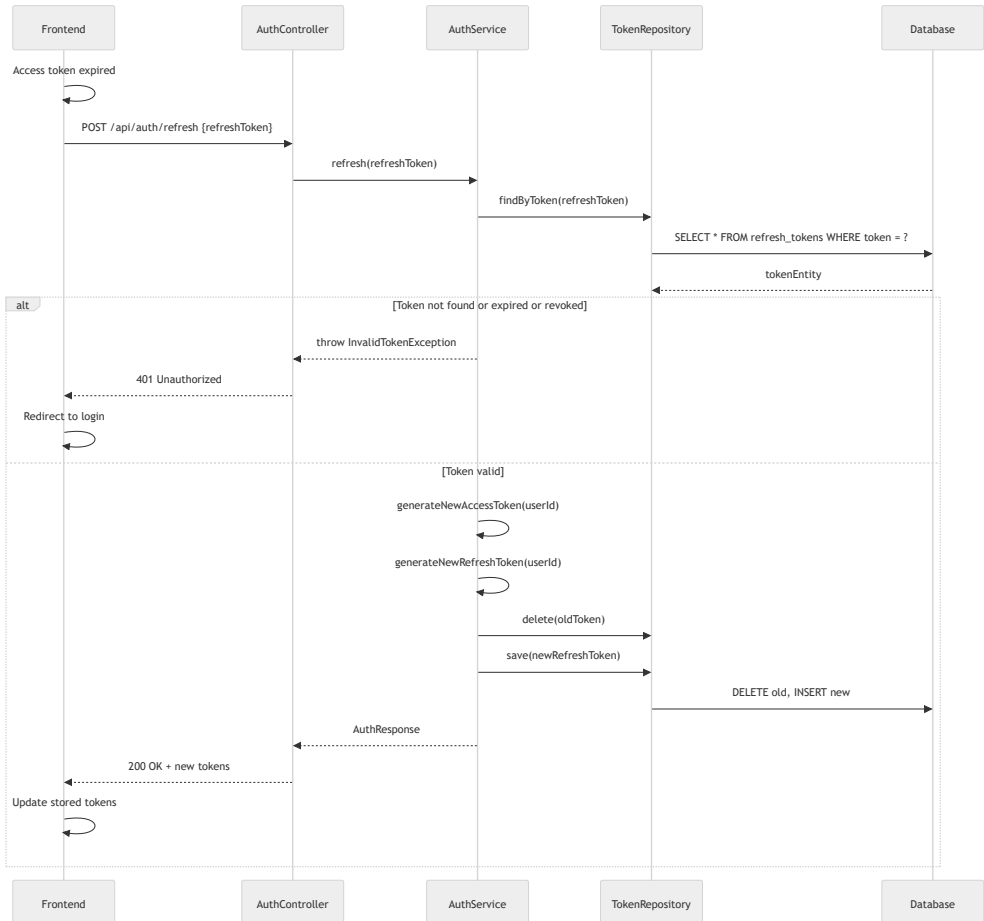 Frontend
AuthController
AuthService
TokenRepository
Database
Access token expired
POST /api/auth/refresh {refreshToken}
refresh(refreshToken)
findByToken(refreshToken)
SELECT * FROM refresh_tokens WHERE token = ?
tokenEntity
alt
[Token not found or expired or revoked]
throw InvalidTokenException
401 Unauthorized
Redirect to login
[Token valid]
generateNewAccessToken(userId)
generateNewRefreshToken(userId)
delete(oldToken)
save(newRefreshToken)
DELETE old, INSERT new
AuthResponse
200 OK + new tokens
Update stored tokens
Frontend
AuthController
AuthService
TokenRepository
Database